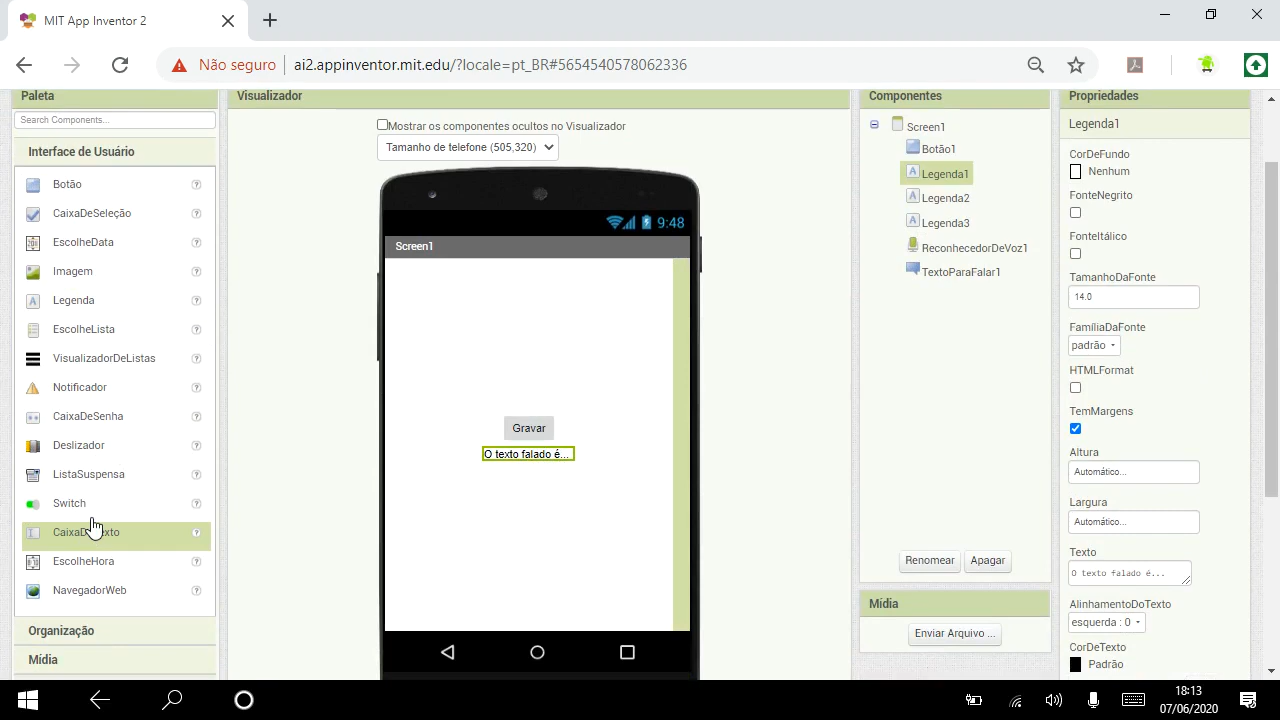 MIT App Inventor 2
Não seguro
ai2.appinventor.mit.edu/?locale=pt_BR#5654540578062336
Paleta
Search Components...
Interface de Usuário
Botão
CaixaDeSeleção
EscolheData
Imagem
Legenda
EscolheLista
VisualizadorDeListas
Notificador
CaixaDeSenha
Deslizador
ListaSuspensa
Switch
EscolheHora
NavegadorWeb
Organização
Mídia
Visualizador
Mostrar os componentes ocultos no Visualizador
Tamanho de telefone (505,320)
9:48
Screen1
Gravar
O texto falado é...
Componentes
Screen1
Botão1
Legenda1
Legenda2
Legenda3
ReconhecedorDeVoz1
TextoParaFalar1
Renomear Apagar
Mídia
Enviar Arquivo ...
Propriedades
Legenda1
CorDeFundo
Nenhum
FonteNegrito
FonteItálico
TamanhoDaFonte
14.0
FamíliaDaFonte
padrão
HTMLFormat
TemMargens
Altura
Automático...
Largura
Automático...
Texto
O texto falado é...
AlinhamentoDoTexto
esquerda : 0
CorDeTexto
Padrão
18:13
07/06/2020